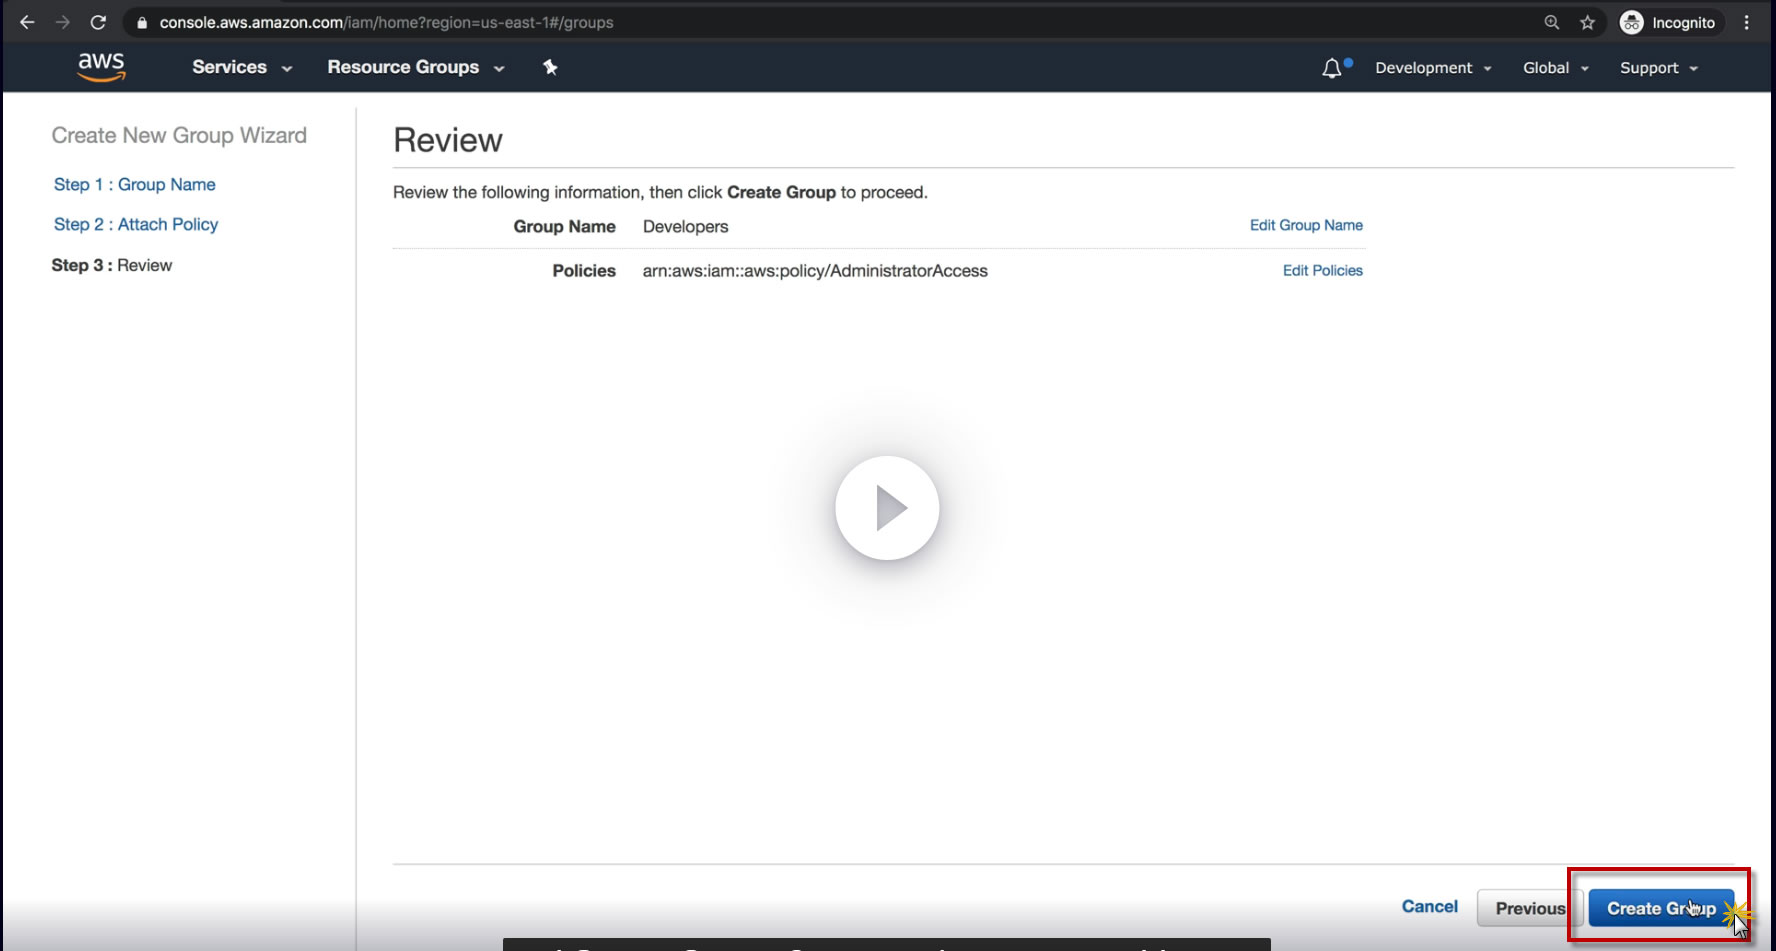 console.aws.amazon.com/iam/home?region=us-east-1#/groups
Incognito
aws
Services
Resource Groups
Development
Global
Support
Create New Group Wizard
Step 1 : Group Name
Step 2 : Attach Policy
Step 3 : Review
Review
Review the following information, then click Create Group to proceed.
Group Name Developers Edit Group Name
Policies arn:aws:iam::aws:policy/AdministratorAccess Edit Policies
Cancel
Previous
Create Group